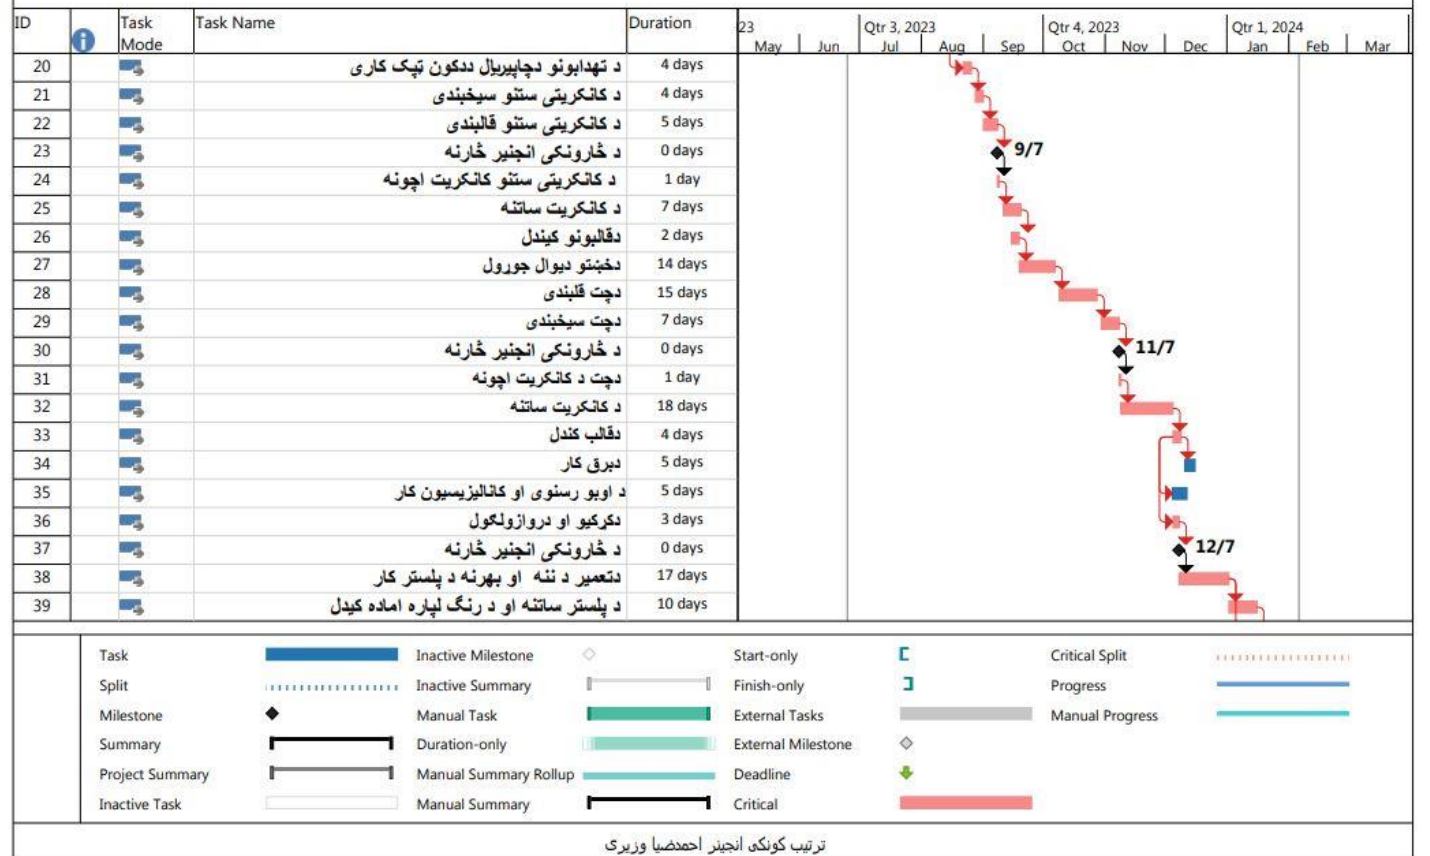 ID Task Mode Task Name Duration 23 Qtr 3, 2023 Qtr 4, 2023 Qtr 1, 2024
May Jun Jul Aug Sep Oct Nov Dec Jan Feb Mar
20 د تهدابونو دچاپیریال ددکون ټپک کاری 4 days
21 د کانکریتی ستنو سیخبندی 4 days
22 د کانکریتی ستنو قالبندی 5 days
23 د څارونکی انجنیر څارنه 0 days 9/7
24 د کانکریتی ستنو کانکریت اچونه 1 day
25 د کانکریت ساتنه 7 days
26 دقالبونو کیندل 2 days
27 دخښتو دیوال جوړول 14 days
28 دچت قلبندی 15 days
29 دچت سیخبندی 7 days
30 د څارونکی انجنیر څارنه 0 days 11/7
31 دچت د کانکریت اچونه 1 day
32 د کانکریت ساتنه 18 days
33 دقالب کندل 4 days
34 دبرق کار 5 days
35 د اوبو رسنوی او کانالیزیسیون کار 5 days
36 دکړکیو او دروازولګول 3 days
37 د څارونکی انجنیر څارنه 0 days 12/7
38 دتعمیر د ننه او بهرنه د پلستر کار 17 days
39 د پلستر ساتنه او د رنګ لپاره اماده کیدل 10 days
Task Inactive Milestone Start-only Critical Split
Split Inactive Summary Finish-only Progress
Milestone Manual Task External Tasks Manual Progress
Summary Duration-only External Milestone
Project Summary Manual Summary Rollup Deadline
Inactive Task Manual Summary Critical
ترتیب کونکی انجینر احمدضیا وزیری